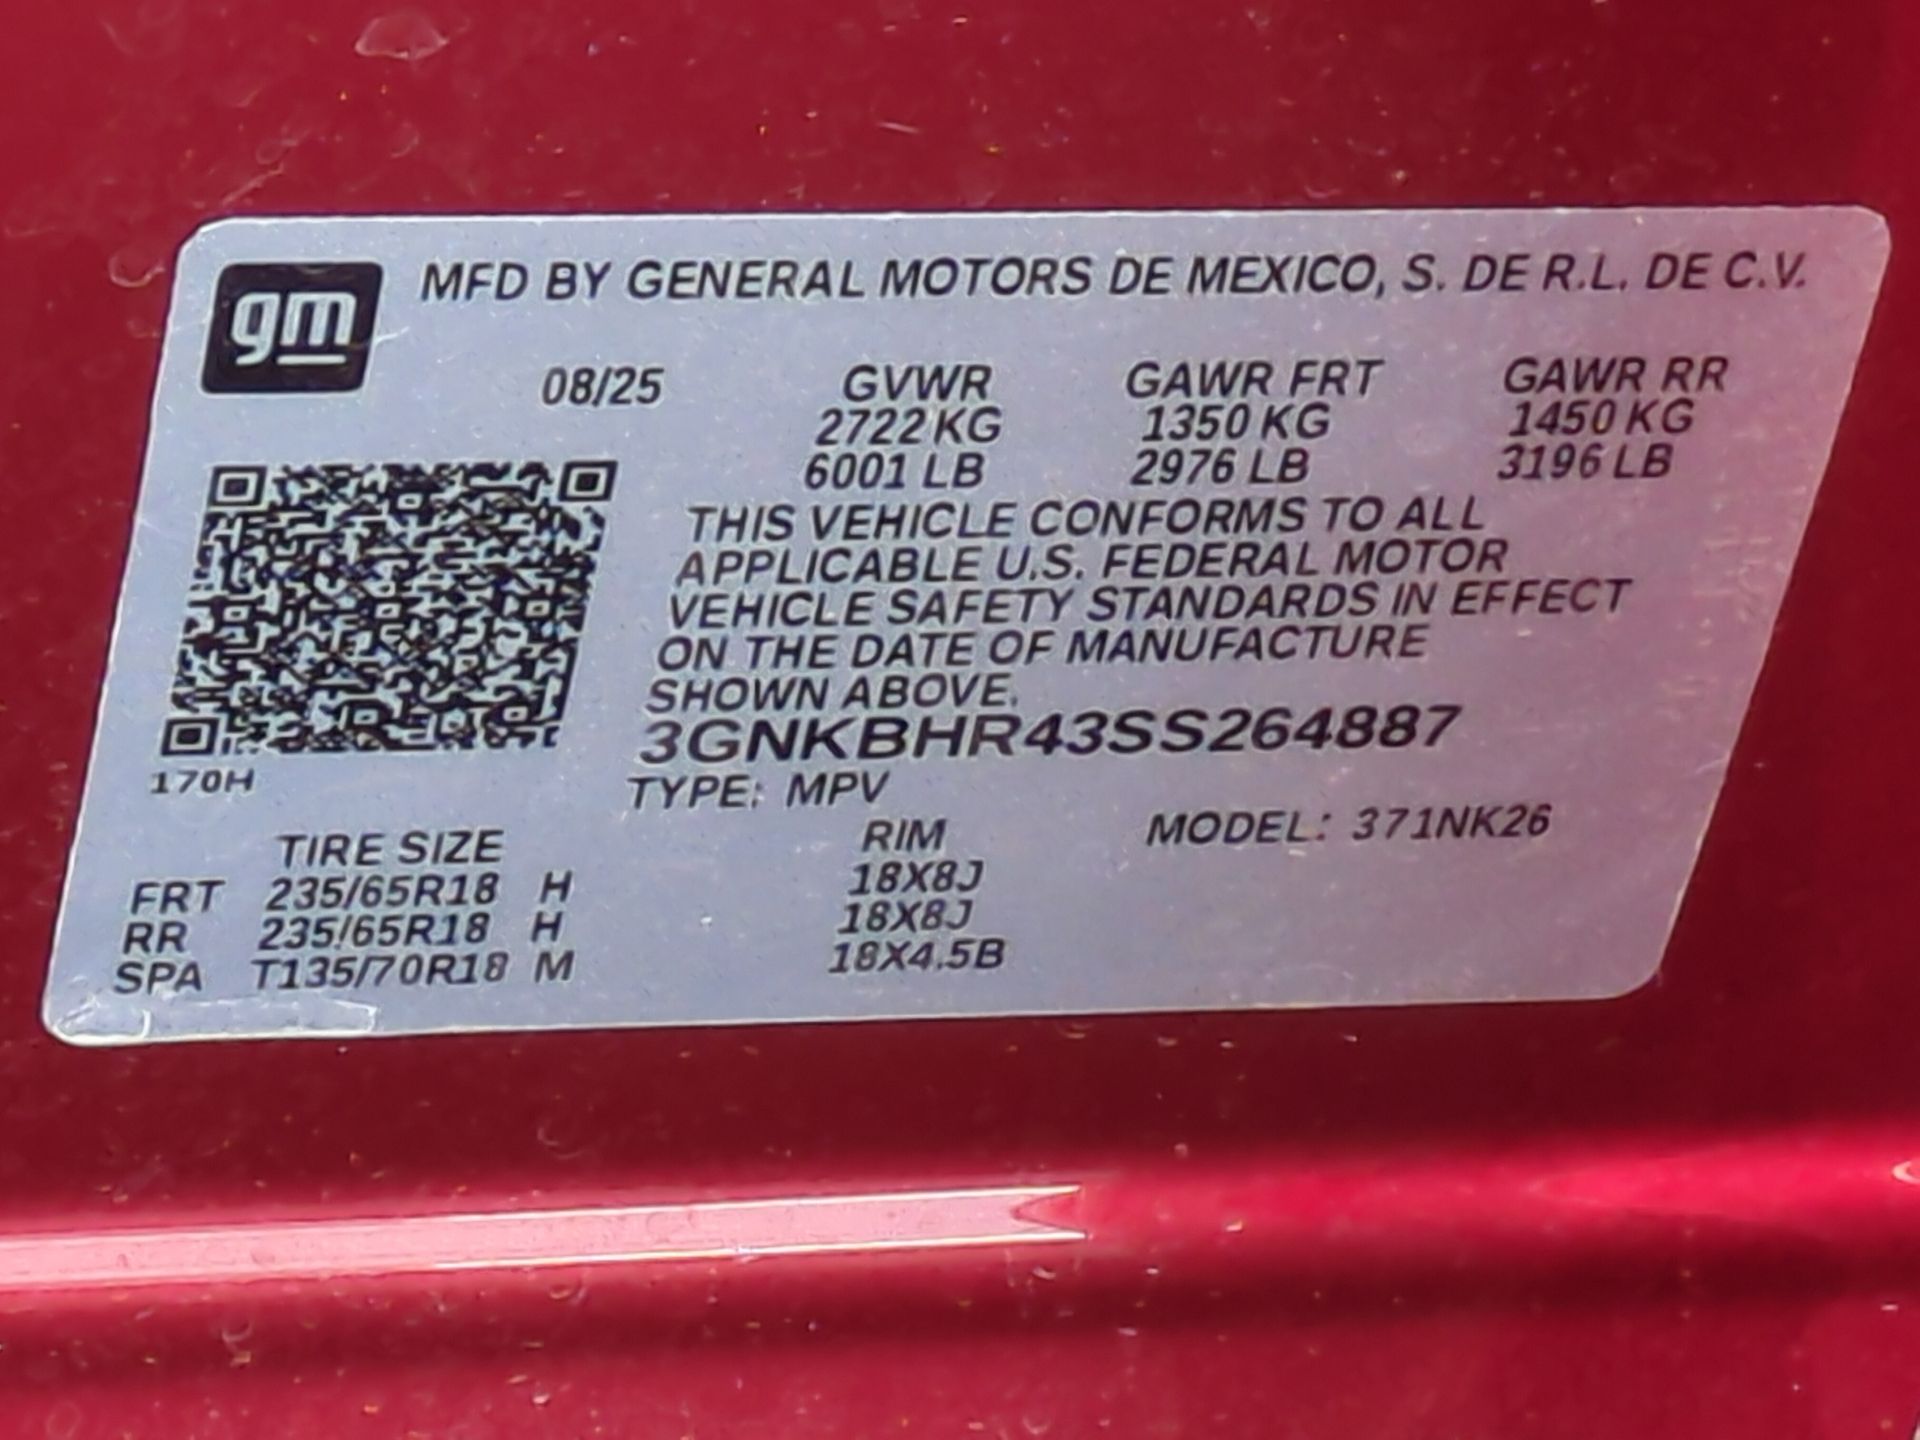 gm
MFD BY GENERAL MOTORS DE MEXICO, S. DE R.L. DE C.V.
08/25 GVWR GAWR FRT GAWR RR
2722 KG 1350 KG 1450 KG
6001 LB 2976 LB 3196 LB
THIS VEHICLE CONFORMS TO ALL
APPLICABLE U.S. FEDERAL MOTOR
VEHICLE SAFETY STANDARDS IN EFFECT
ON THE DATE OF MANUFACTURE
SHOWN ABOVE.
3GNKBHR43SS264887
170H
TYPE: MPV
TIRE SIZE RIM MODEL: 371NK26
FRT 235/65R18 H 18X8J
RR 235/65R18 H 18X8J
SPA T135/70R18 M 18X4.5B